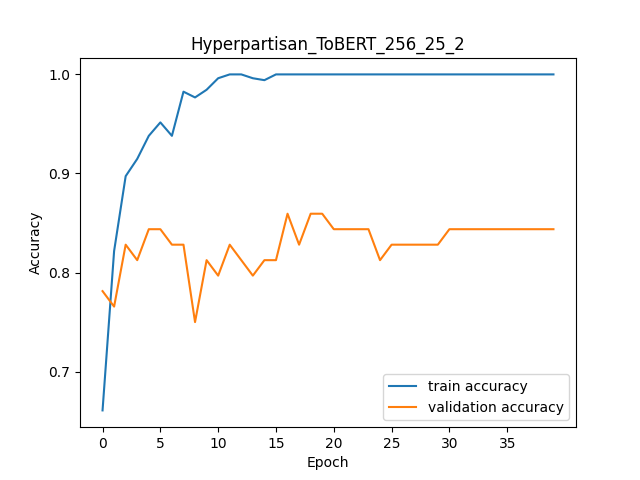 Hyperpartisan_ToBERT_256_25_2
1.0
0.9
0.8
0.7
Accuracy
0 5 10 15 20 25 30 35
Epoch
train accuracy
validation accuracy